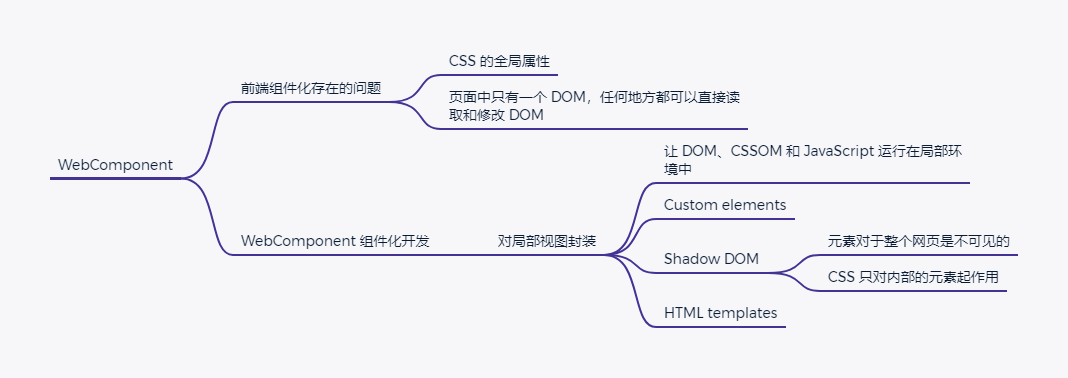 CSS 的全局属性
前端组件化存在的问题
页面中只有一个 DOM，任何地方都可以直接读
取和修改 DOM
WebComponent
让 DOM、CSSOM 和 JavaScript 运行在局部环
境中
Custom elements
WebComponent 组件化开发
对局部视图封装
元素对于整个网页是不可见的
Shadow DOM
CSS 只对内部的元素起作用
HTML templates